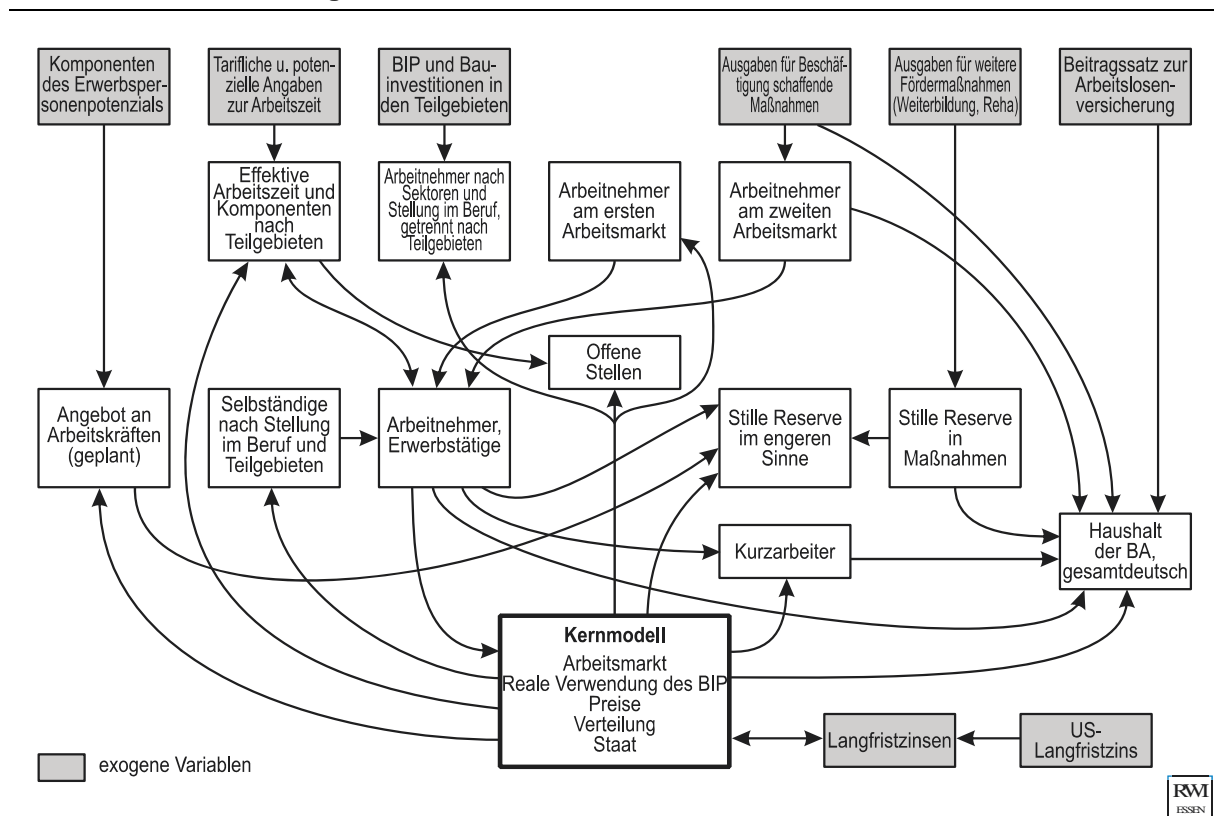 Komponenten
des Erwerbsper-
sonenpotenzials
Tarifliche u. poten-
zielle Angaben
zur Arbeitszeit
BIP und Bau-
investitionen in
den Teilgebieten
Ausgaben für Beschäf-
tigung schaffende
Maßnahmen
Ausgaben für weitere
Fördermaßnahmen
(Weiterbildung, Reha)
Beitragssatz zur
Arbeitslosen-
versicherung
Effektive
Arbeitszeit und
Komponenten
nach
Teilgebieten
Arbeitnehmer nach
Sektoren und
Stellung im Beruf,
getrennt nach
Teilgebieten
Arbeitnehmer
am ersten
Arbeitsmarkt
Arbeitnehmer
am zweiten
Arbeitsmarkt
Offene
Stellen
Angebot an
Arbeitskräften
(geplant)
Selbständige
nach Stellung
im Beruf und
Teilgebieten
Arbeitnehmer,
Erwerbstätige
Stille Reserve
im engeren
Sinne
Stille Reserve
in
Maßnahmen
Kurzarbeiter
Haushalt
der BA,
gesamtdeutsch
Kernmodell
Arbeitsmarkt
Reale Verwendung des BIP
Preise
Verteilung
Staat
Langfristzinsen
US-
Langfristzins
exogene Variablen
RWI
ESSEN